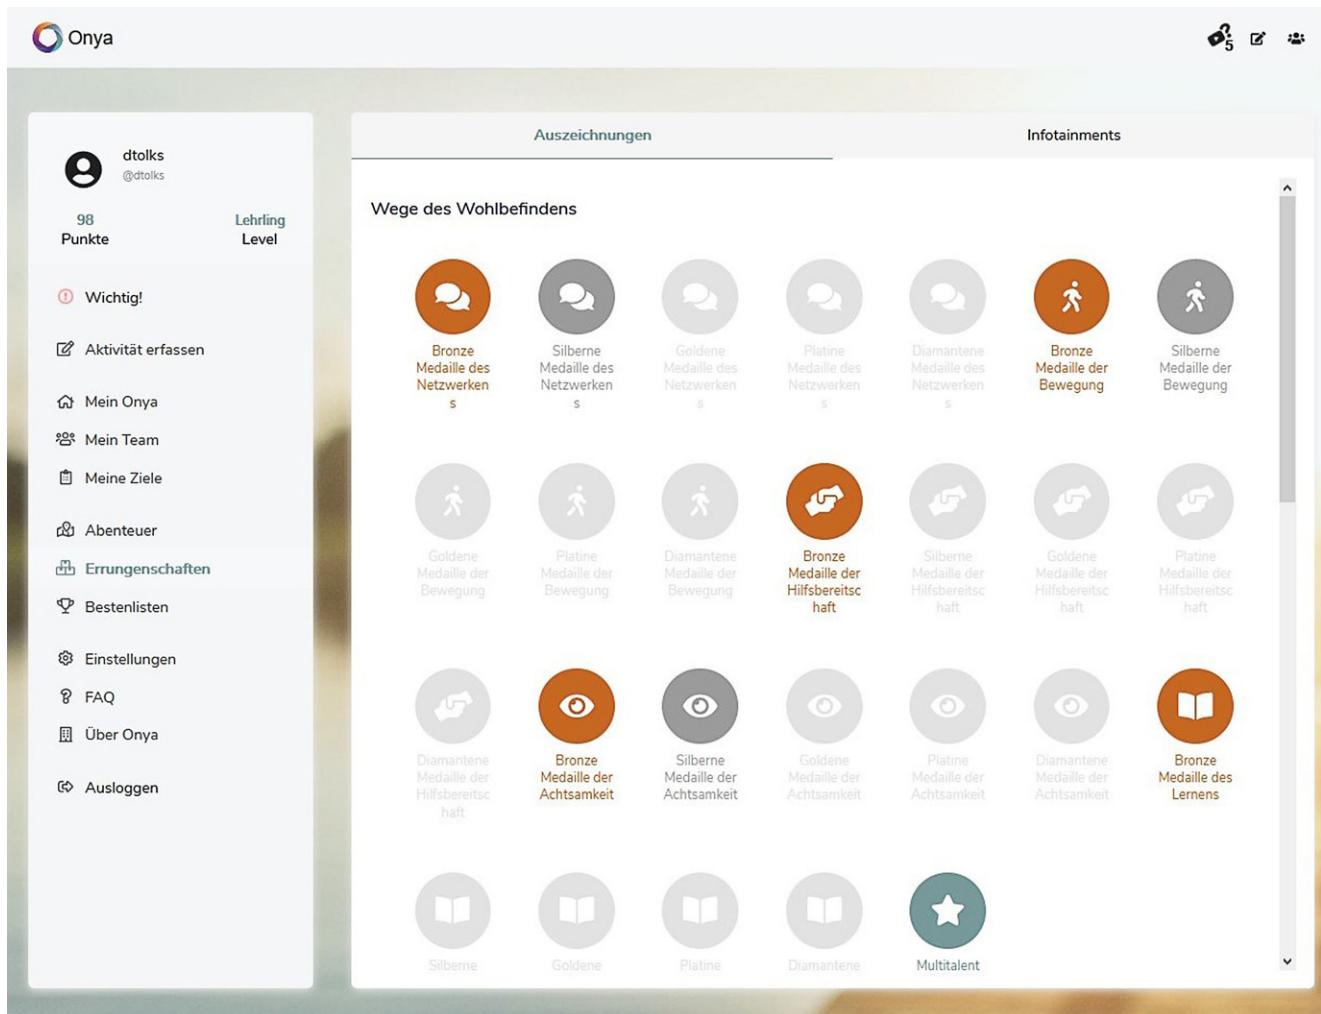 Onya
5
dtolks
@dtolks
98
Punkte
Lehrling
Level
Wichtig!
Aktivität erfassen
Mein Onya
Mein Team
Meine Ziele
Abenteuer
Errungenschaften
Bestenlisten
Einstellungen
FAQ
Über Onya
Ausloggen
Auszeichnungen
Infotainments
Wege des Wohlbefindens
Bronze
Medaille des
Netzwerken
s
Silberne
Medaille des
Netzwerken
s
Goldene
Medaille des
Netzwerken
s
Platine
Medaille des
Netzwerken
s
Diamantene
Medaille des
Netzwerken
s
Bronze
Medaille der
Bewegung
Silberne
Medaille der
Bewegung
Goldene
Medaille der
Bewegung
Platine
Medaille der
Bewegung
Diamantene
Medaille der
Bewegung
Bronze
Medaille der
Hilfsbereitsc
haft
Silberne
Medaille der
Hilfsbereitsc
haft
Goldene
Medaille der
Hilfsbereitsc
haft
Platine
Medaille der
Hilfsbereitsc
haft
Diamantene
Medaille der
Hilfsbereitsc
haft
Bronze
Medaille der
Achtsamkeit
Silberne
Medaille der
Achtsamkeit
Goldene
Medaille der
Achtsamkeit
Platine
Medaille der
Achtsamkeit
Diamantene
Medaille der
Achtsamkeit
Bronze
Medaille des
Lernens
Silberne
Goldene
Platine
Diamantene
Multitalent